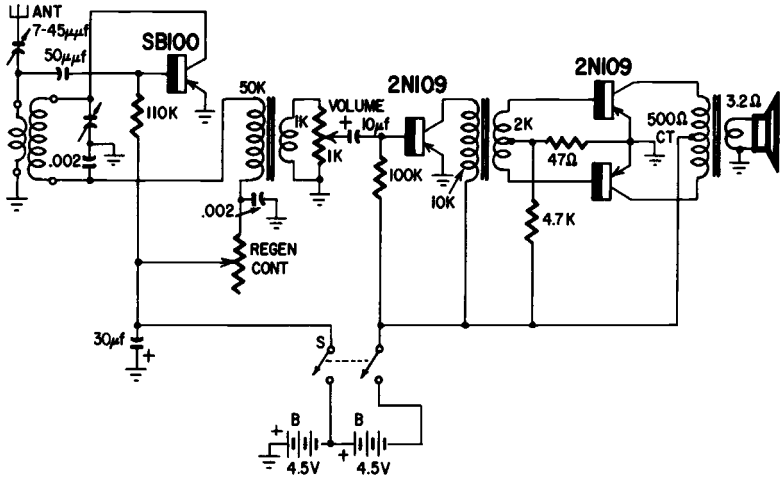 ANT
7-45µµf
50µµf
SB100
110K
.002
50K
1K
VOLUME
1K
+
10µf
2N109
100K
10K
2K
47Ω
4.7K
2N109
500Ω
CT
3.2Ω
.002
REGEN
CONT
30µf
+
S
+
B
4.5V
+
B
4.5V